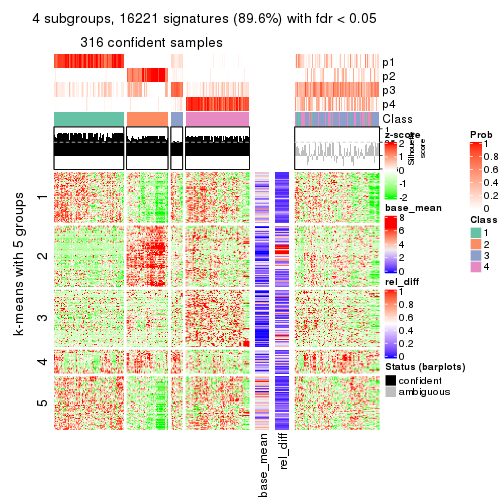 4 subgroups, 16221 signatures (89.6%) with fdr < 0.05
316 confident samples
p1
p2
p3
p4
Class
1
Silhouette
score
z-score
2
1
0
-2
Prob
1
0.8
0.6
0.4
0.2
0
base_mean
8
6
4
2
0
Class
1
2
3
4
rel_diff
1
0.8
0.6
0.4
0.2
0
Status (barplots)
confident
ambiguous
k-means with 5 groups
1
2
3
4
5
base_mean
rel_diff